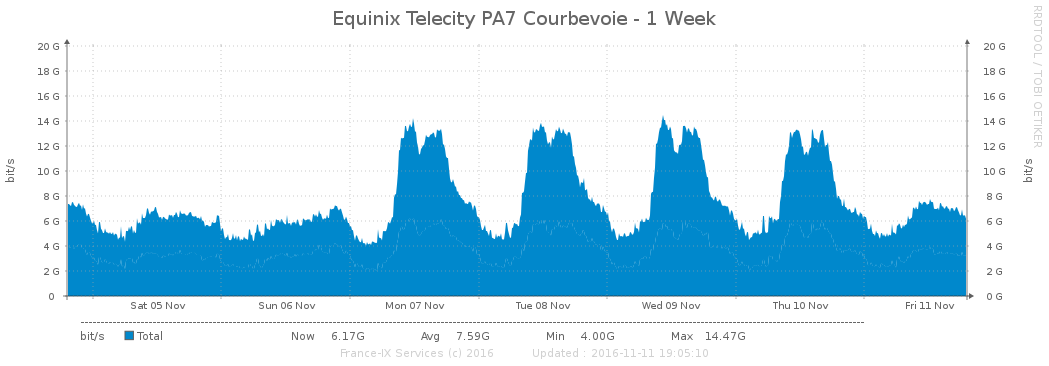 Equinix Telecity PA7 Courbevoie - 1 Week
RRDTOOL / TOBI OETIKER
bit/s
20 G 20 G
18 G 18 G
16 G 16 G
14 G 14 G
12 G 12 G
10 G 10 G
8 G 8 G
6 G 6 G
4 G 4 G
2 G 2 G
0 0 G
bit/s
Sat 05 Nov Sun 06 Nov Mon 07 Nov Tue 08 Nov Wed 09 Nov Thu 10 Nov Fri 11 Nov
bit/s Total Now 6.17G Avg 7.59G Min 4.00G Max 14.47G
France-IX Services (c) 2016 Updated : 2016-11-11 19:05:10